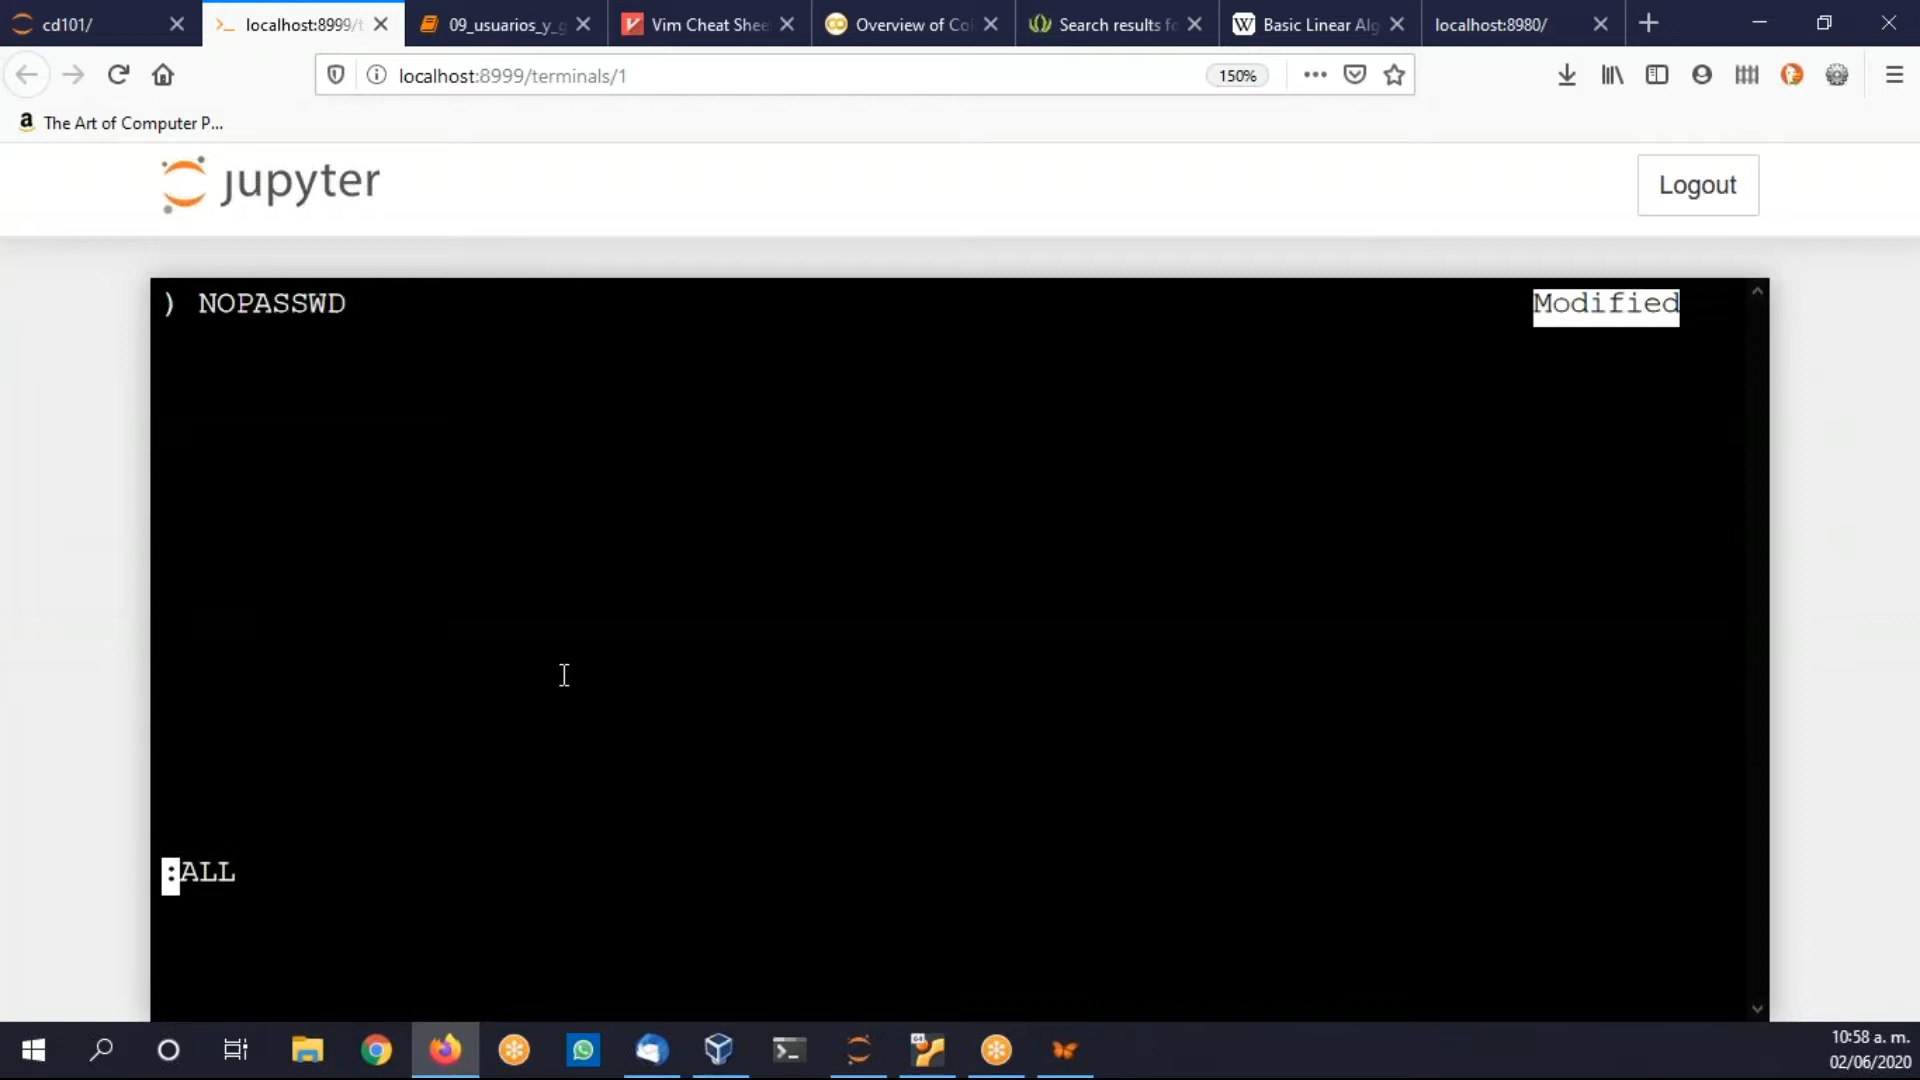 cd101/
localhost:8999/t
09_usuarios_y_g
Vim Cheat Shee
Overview of Co
Search results fo
Basic Linear Alg
localhost:8980/
localhost:8999/terminals/1
150%
The Art of Computer P...
jupyter
Logout
) NOPASSWD
Modified
:ALL
10:58 a. m.
02/06/2020